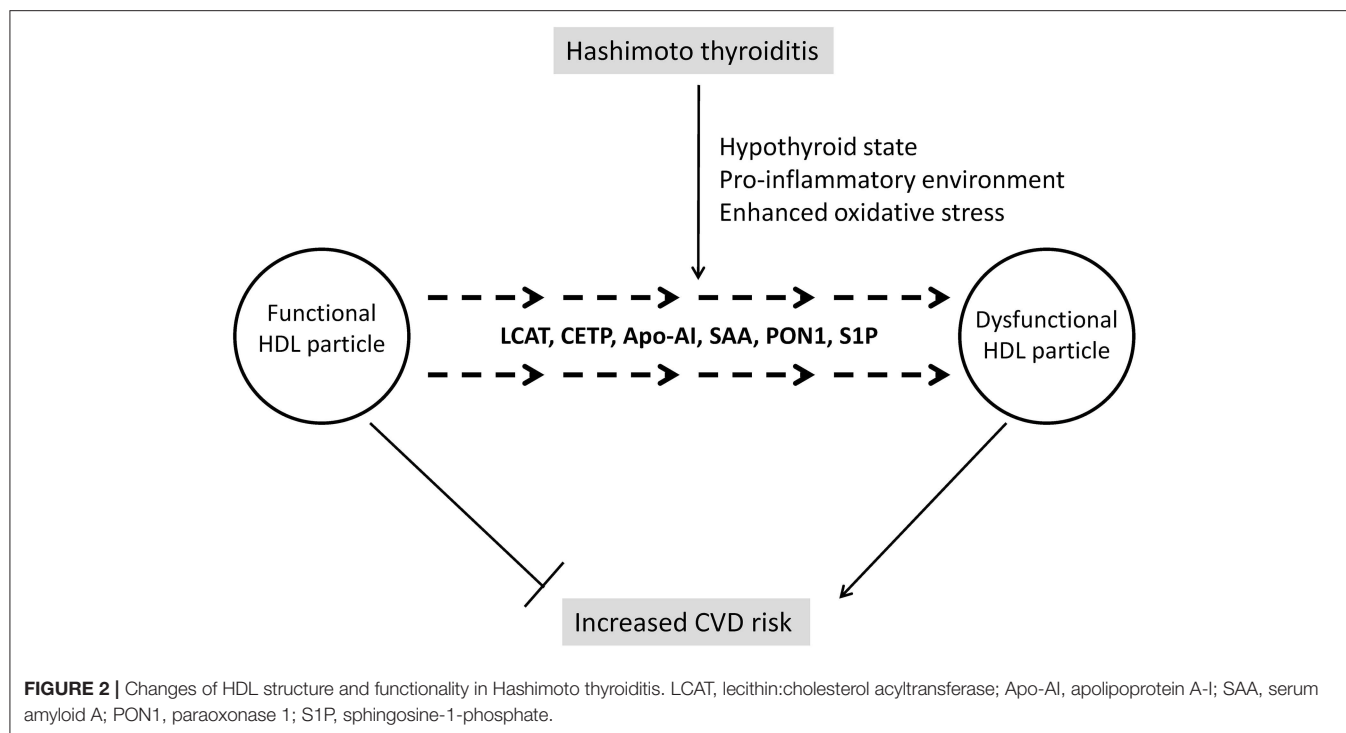 Hashimoto thyroiditis
Hypothyroid state
Pro-inflammatory environment
Enhanced oxidative stress
Functional
HDL particle
LCAT, CETP, Apo-AI, SAA, PON1, S1P
Dysfunctional
HDL particle
Increased CVD risk
FIGURE 2 | Changes of HDL structure and functionality in Hashimoto thyroiditis. LCAT, lecithin:cholesterol acyltransferase; Apo-AI, apolipoprotein A-I; SAA, serum
amyloid A; PON1, paraoxonase 1; S1P, sphingosine-1-phosphate.